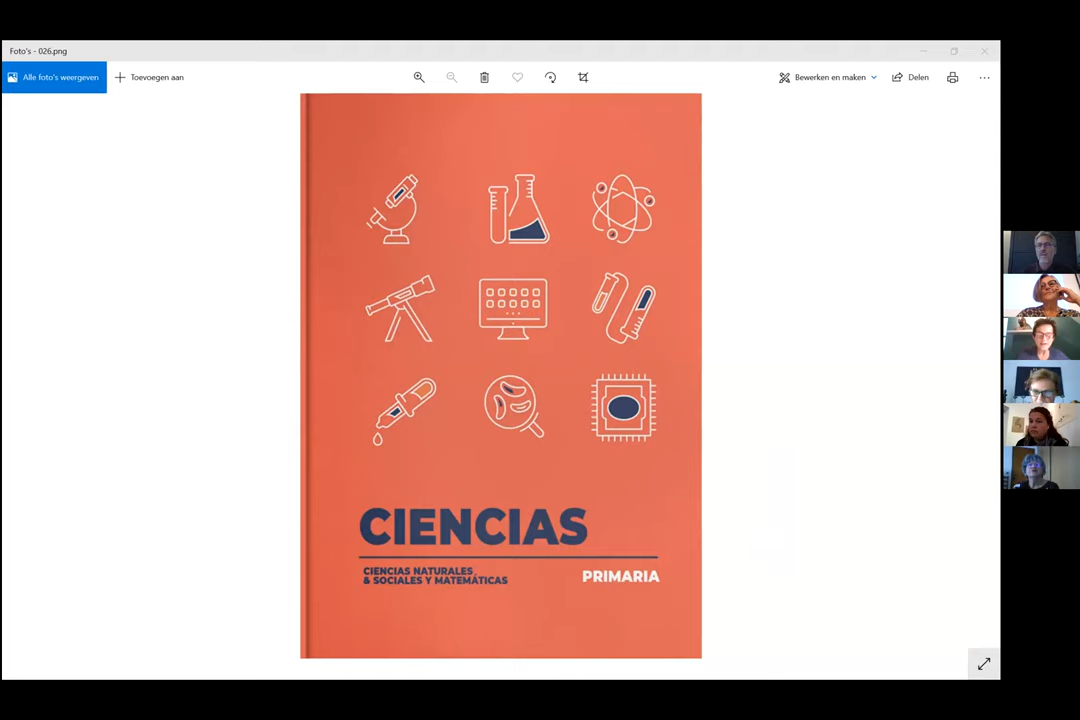 Foto's - 026.png
Alle foto's weergeven
Toevoegen aan
Bewerken en maken
Delen
CIENCIAS
CIENCIAS NATURALES
& SOCIALES Y MATEMÁTICAS
PRIMARIA